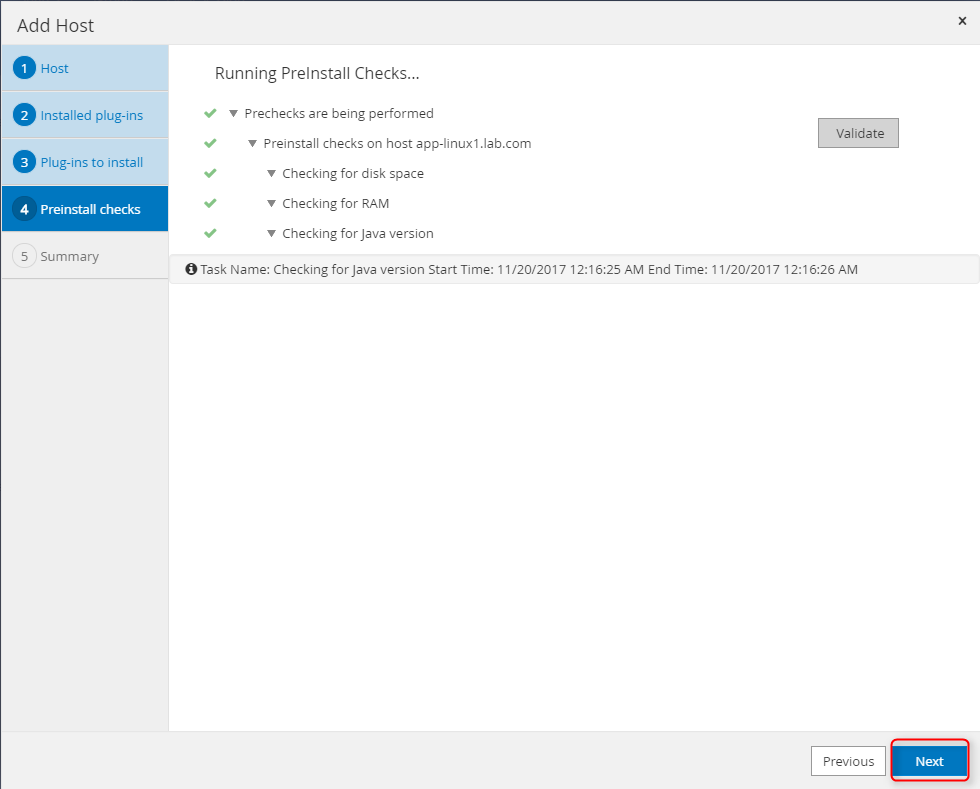 Add Host
×
1 Host
2 Installed plug-ins
3 Plug-ins to install
4 Preinstall checks
5 Summary
Running PreInstall Checks...
Prechecks are being performed
Preinstall checks on host app-linux1.lab.com
Validate
Checking for disk space
Checking for RAM
Checking for Java version
Task Name: Checking for Java version Start Time: 11/20/2017 12:16:25 AM End Time: 11/20/2017 12:16:26 AM
Previous
Next